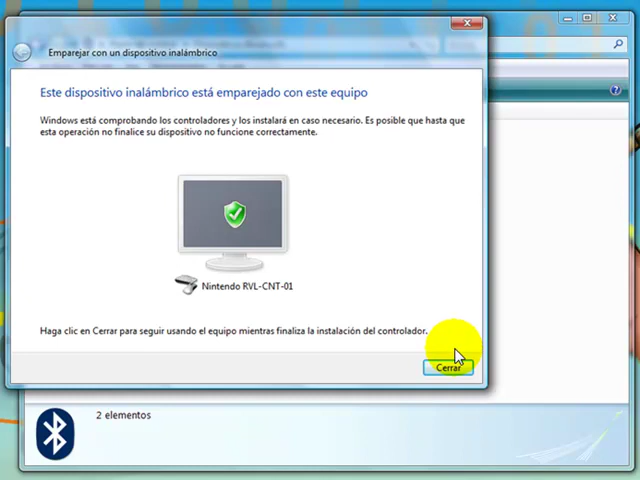 Emparejar con un dispositivo inalámbrico
Este dispositivo inalámbrico está emparejado con este equipo
Windows está comprobando los controladores y los instalará en caso necesario. Es posible que hasta que
esta operación no finalice su dispositivo no funcione correctamente.
Nintendo RVL-CNT-01
Haga clic en Cerrar para seguir usando el equipo mientras finaliza la instalación del controlador.
Cerrar
2 elementos